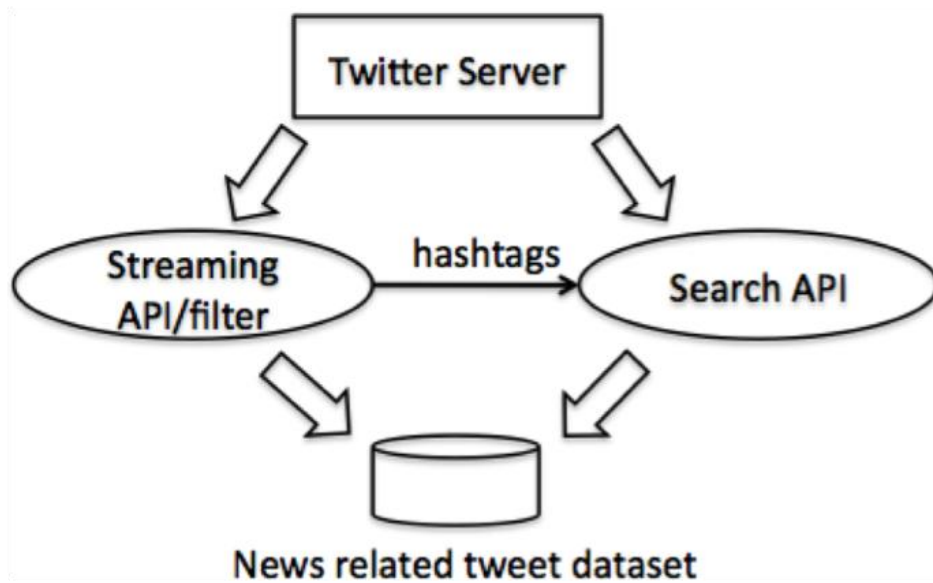 Twitter Server
hashtags
Streaming
API/filter
Search API
News related tweet dataset